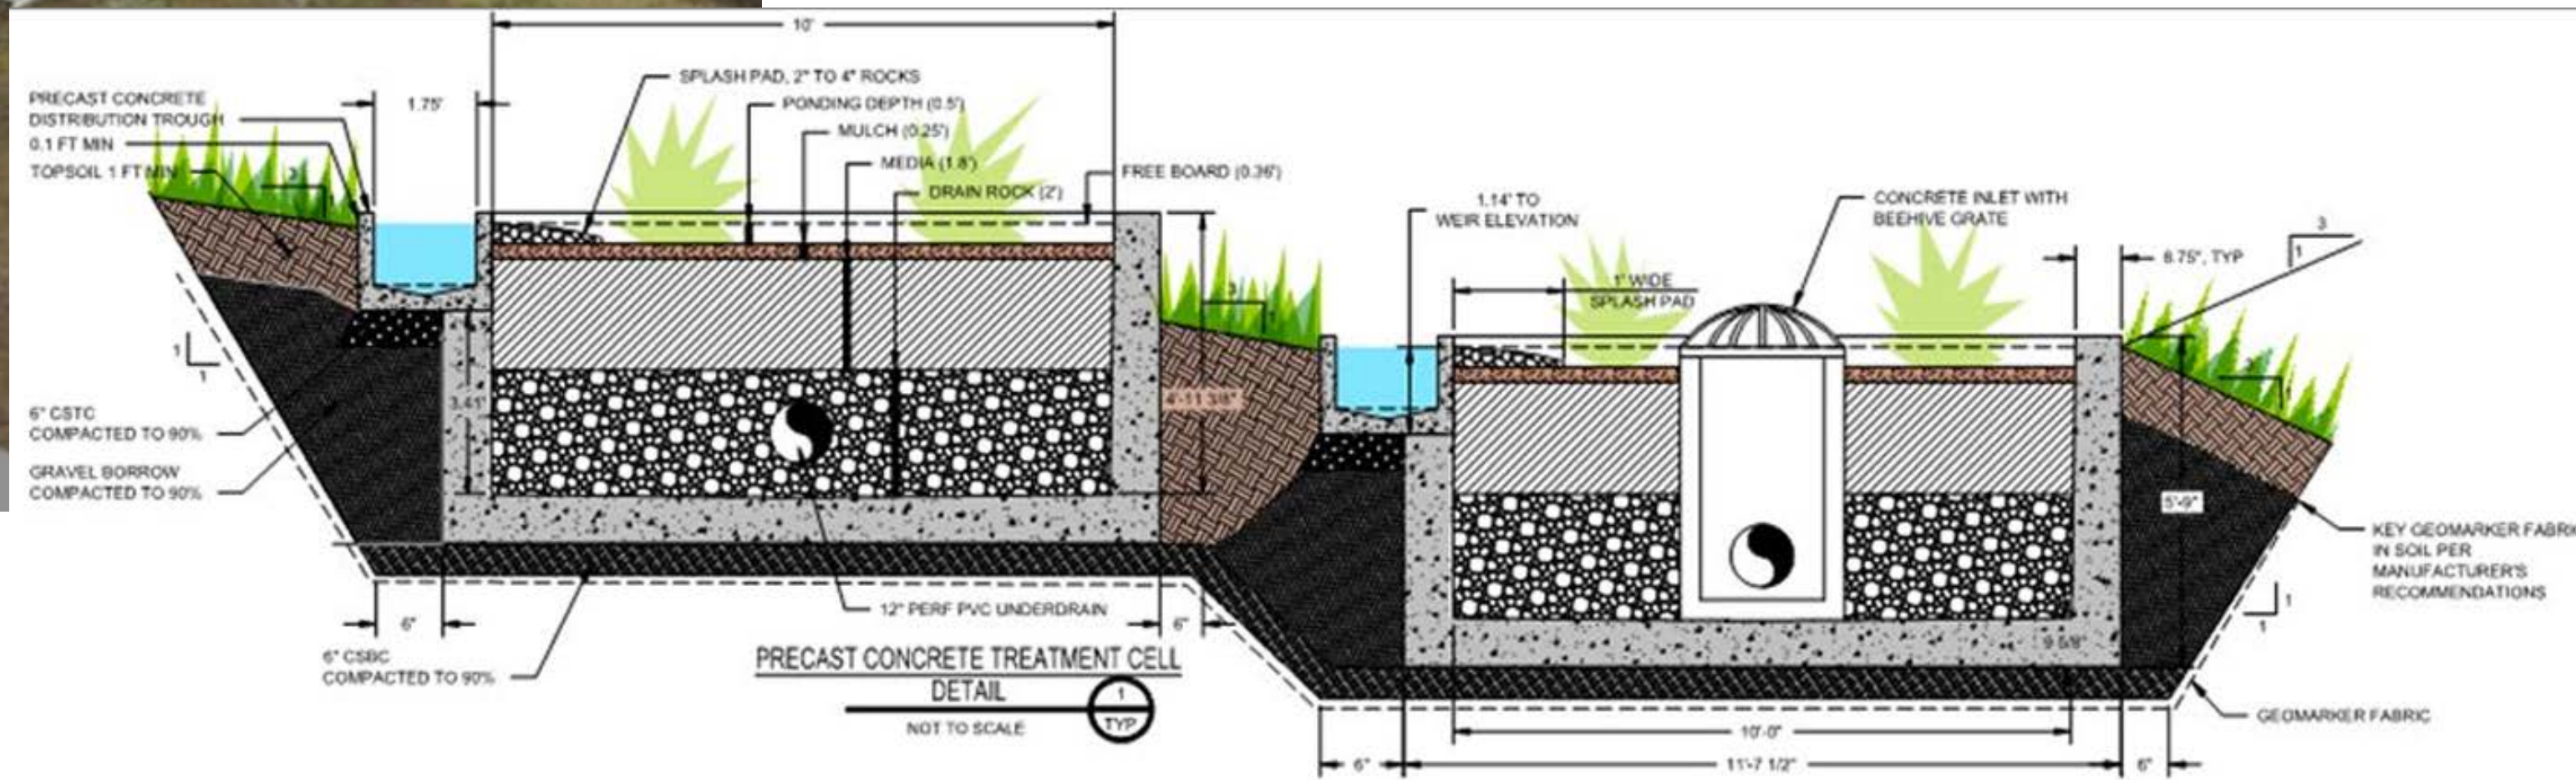 10'
SPLASH PAD, 2" TO 4" ROCKS
PRECAST CONCRETE
DISTRIBUTION TROUGH
0.1 FT MIN
TOPSOIL 1 FT MIN
3
1.75'
PONDING DEPTH (0.5')
MULCH (0.25')
MEDIA (1.8')
DRAIN ROCK (2')
FREE BOARD (0.36')
1.14' TO
WEIR ELEVATION
CONCRETE INLET WITH
BEEHIVE GRATE
3
1
8.75", TYP
1' WIDE
SPLASH PAD
3
1
1
3.41'
4'-11 3/8"
6" CSTC
COMPACTED TO 90%
GRAVEL BORROW
COMPACTED TO 90%
5'-9"
KEY GEOMARKER FABRIC
IN SOIL PER
MANUFACTURER'S
RECOMMENDATIONS
1
1
12" PERF PVC UNDERDRAIN
6"
6"
6" CSBC
COMPACTED TO 90%
9 5/8"
PRECAST CONCRETE TREATMENT CELL
DETAIL
1
TYP
NOT TO SCALE
GEOMARKER FABRIC
10'-0"
6"
11'-7 1/2"
6"